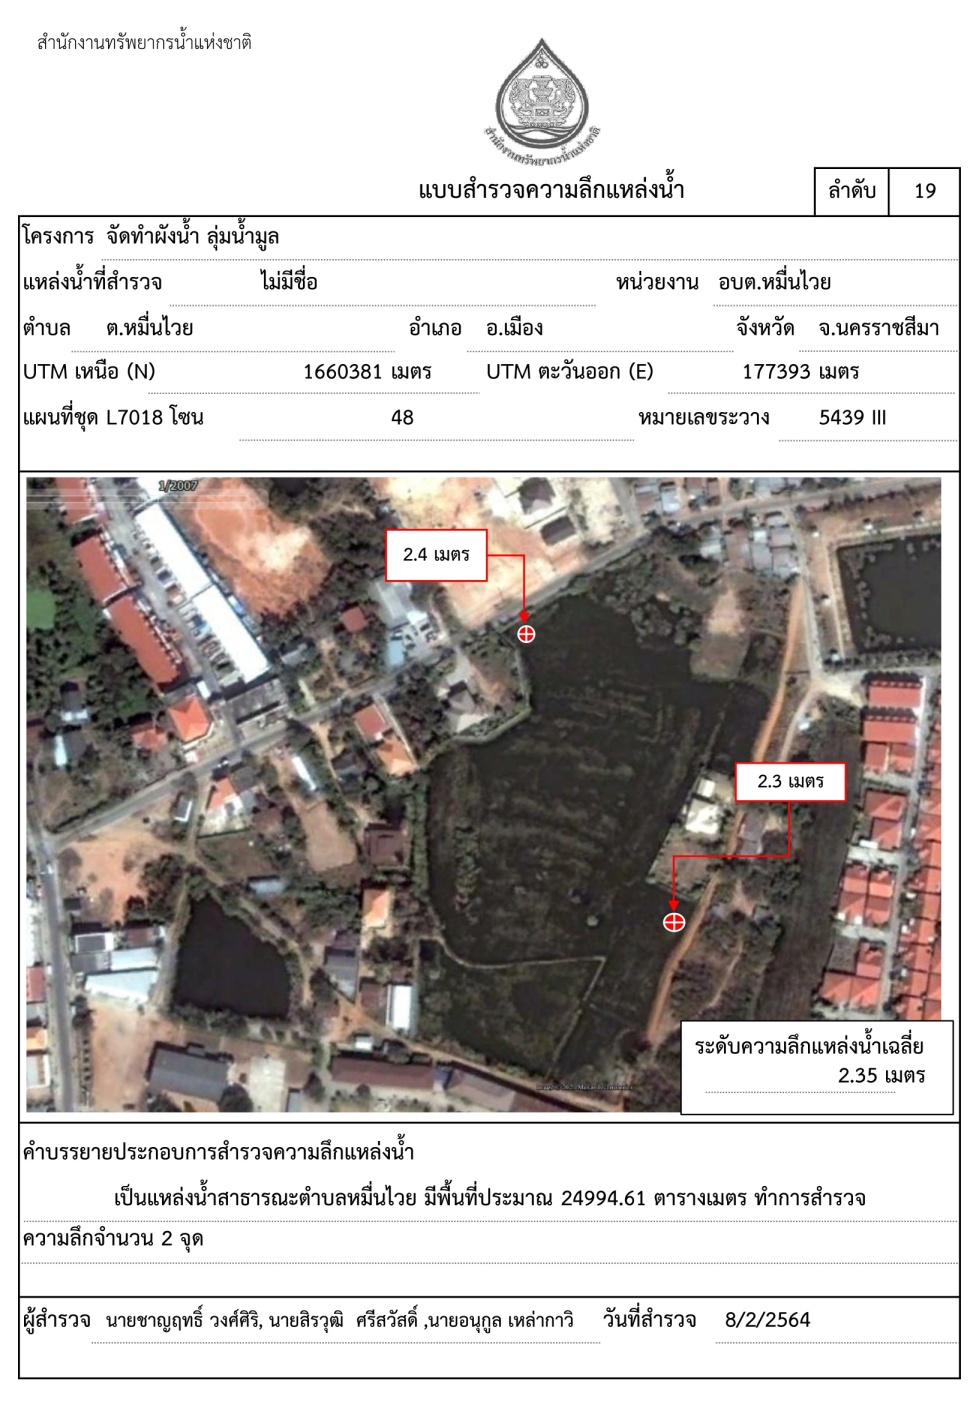 สำนักงานทรัพยากรน้ำแห่งชาติ
สำนักงานทรัพยากรน้ำแห่งชาติ
แบบสำรวจความลึกแหล่งน้ำ
ลำดับ 19
โครงการ จัดทำผังน้ำ ลุ่มน้ำมูล
แหล่งน้ำที่สำรวจ ไม่มีชื่อ หน่วยงาน อบต.หมื่นไวย
ตำบล ต.หมื่นไวย อำเภอ อ.เมือง จังหวัด จ.นครราชสีมา
UTM เหนือ (N) 1660381 เมตร UTM ตะวันออก (E) 177393 เมตร
แผนที่ชุด L7018 โซน 48 หมายเลขระวาง 5439 III
1/2007
2.4 เมตร
2.3 เมตร
ระดับความลึกแหล่งน้ำเฉลี่ย
2.35 เมตร
คำบรรยายประกอบการสำรวจความลึกแหล่งน้ำ
เป็นแหล่งน้ำสาธารณะตำบลหมื่นไวย มีพื้นที่ประมาณ 24994.61 ตารางเมตร ทำการสำรวจ
ความลึกจำนวน 2 จุด
ผู้สำรวจ นายชาญฤทธิ์ วงศ์ศิริ, นายสิรวุฒิ ศรีสวัสดิ์ ,นายอนุกูล เหล่ากาวิ วันที่สำรวจ 8/2/2564